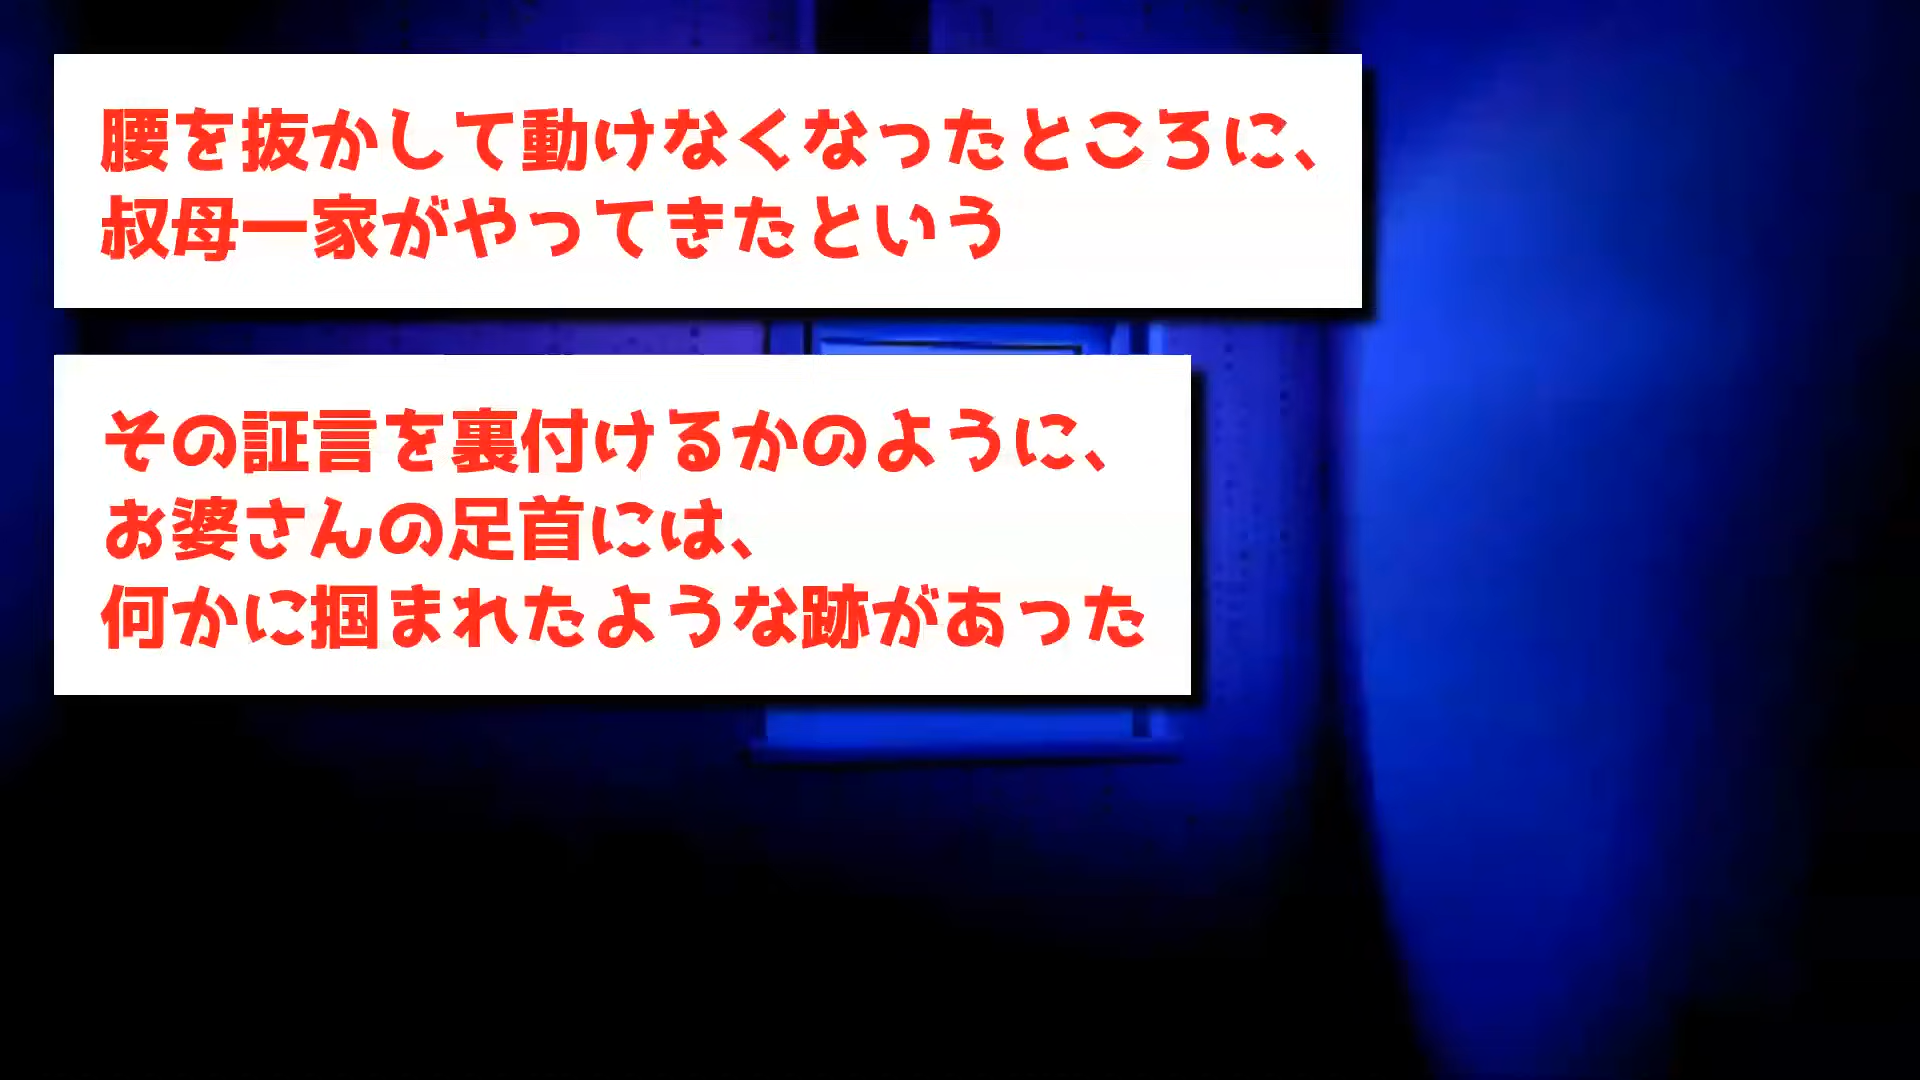 腰を抜かして動けなくなったところに、
叔母一家がやってきたという
その証言を裏付けるかのように、
お婆さんの足首には、
何かに掴まれたような跡があった